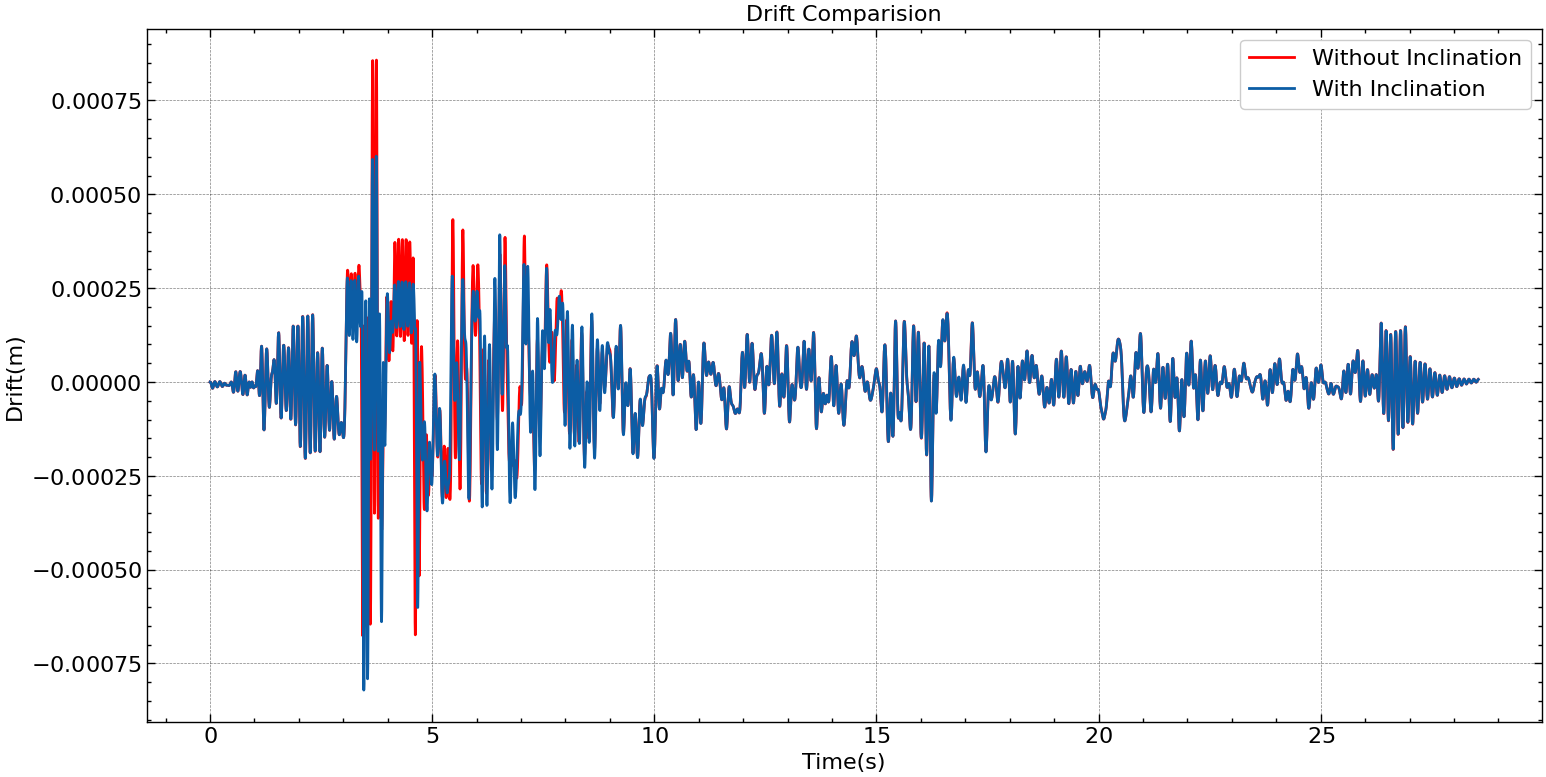 Drift Comparision
Without Inclination
With Inclination
0.00075
0.00050
0.00025
0.00000
−0.00025
−0.00050
−0.00075
Drift(m)
0 5 10 15 20 25
Time(s)